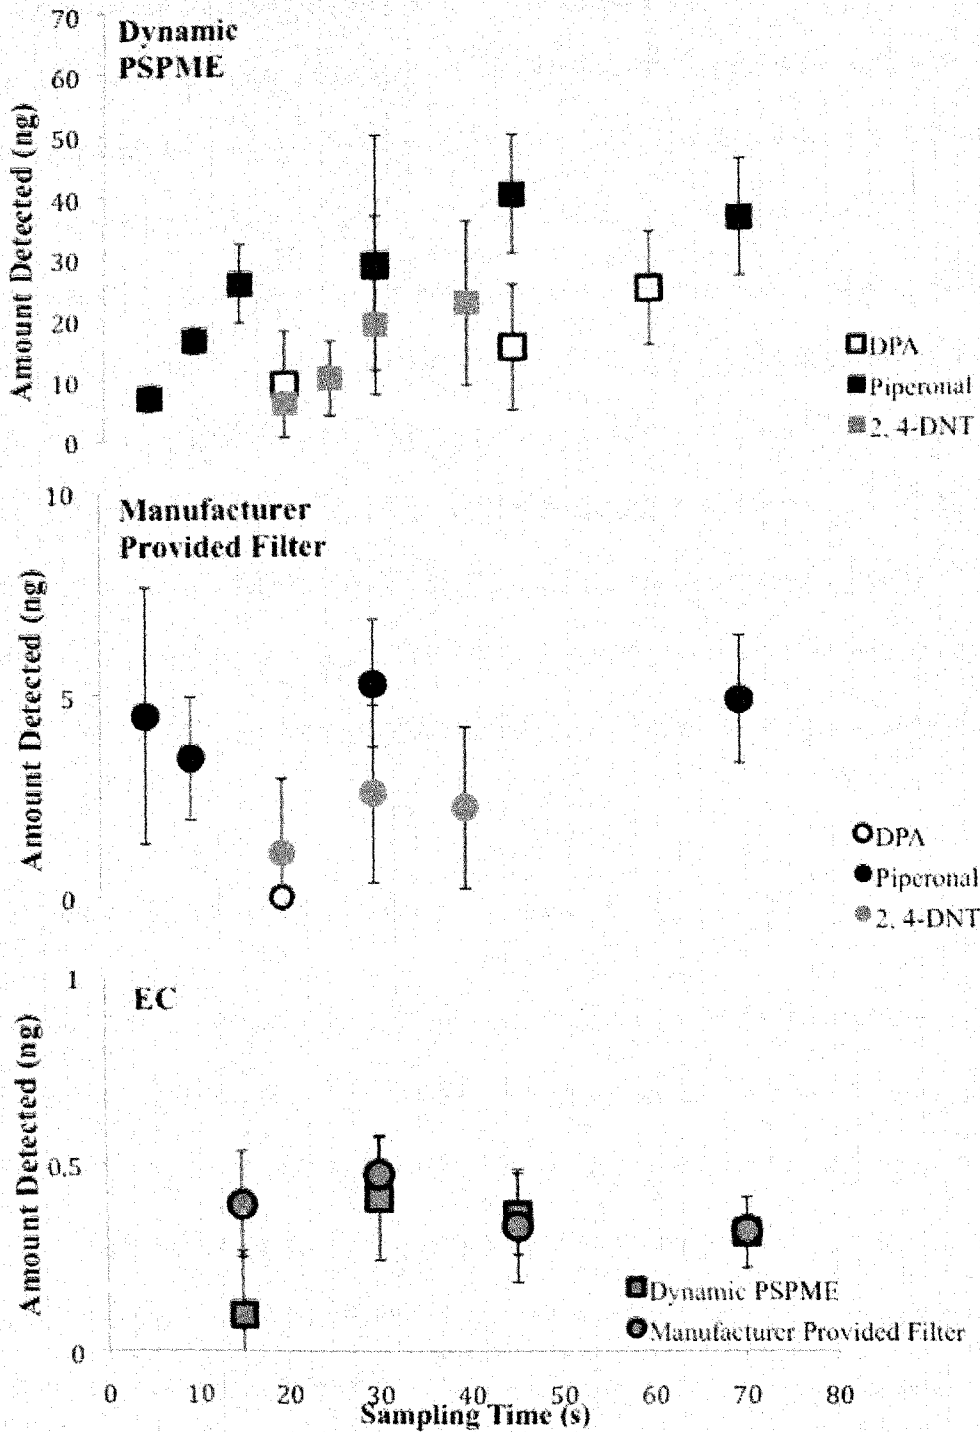 70
Dynamic
PSPME
60
50
40
30
20
10
0
Amount Detected (ng)
DPA
Piperonal
2, 4-DNT
10
Manufacturer
Provided Filter
5
0
Amount Detected (ng)
DPA
Piperonal
2, 4-DNT
1
EC
0.5
0
Amount Detected (ng)
Dynamic PSPME
Manufacturer Provided Filter
0 10 20 30 40 50 60 70 80
Sampling Time (s)